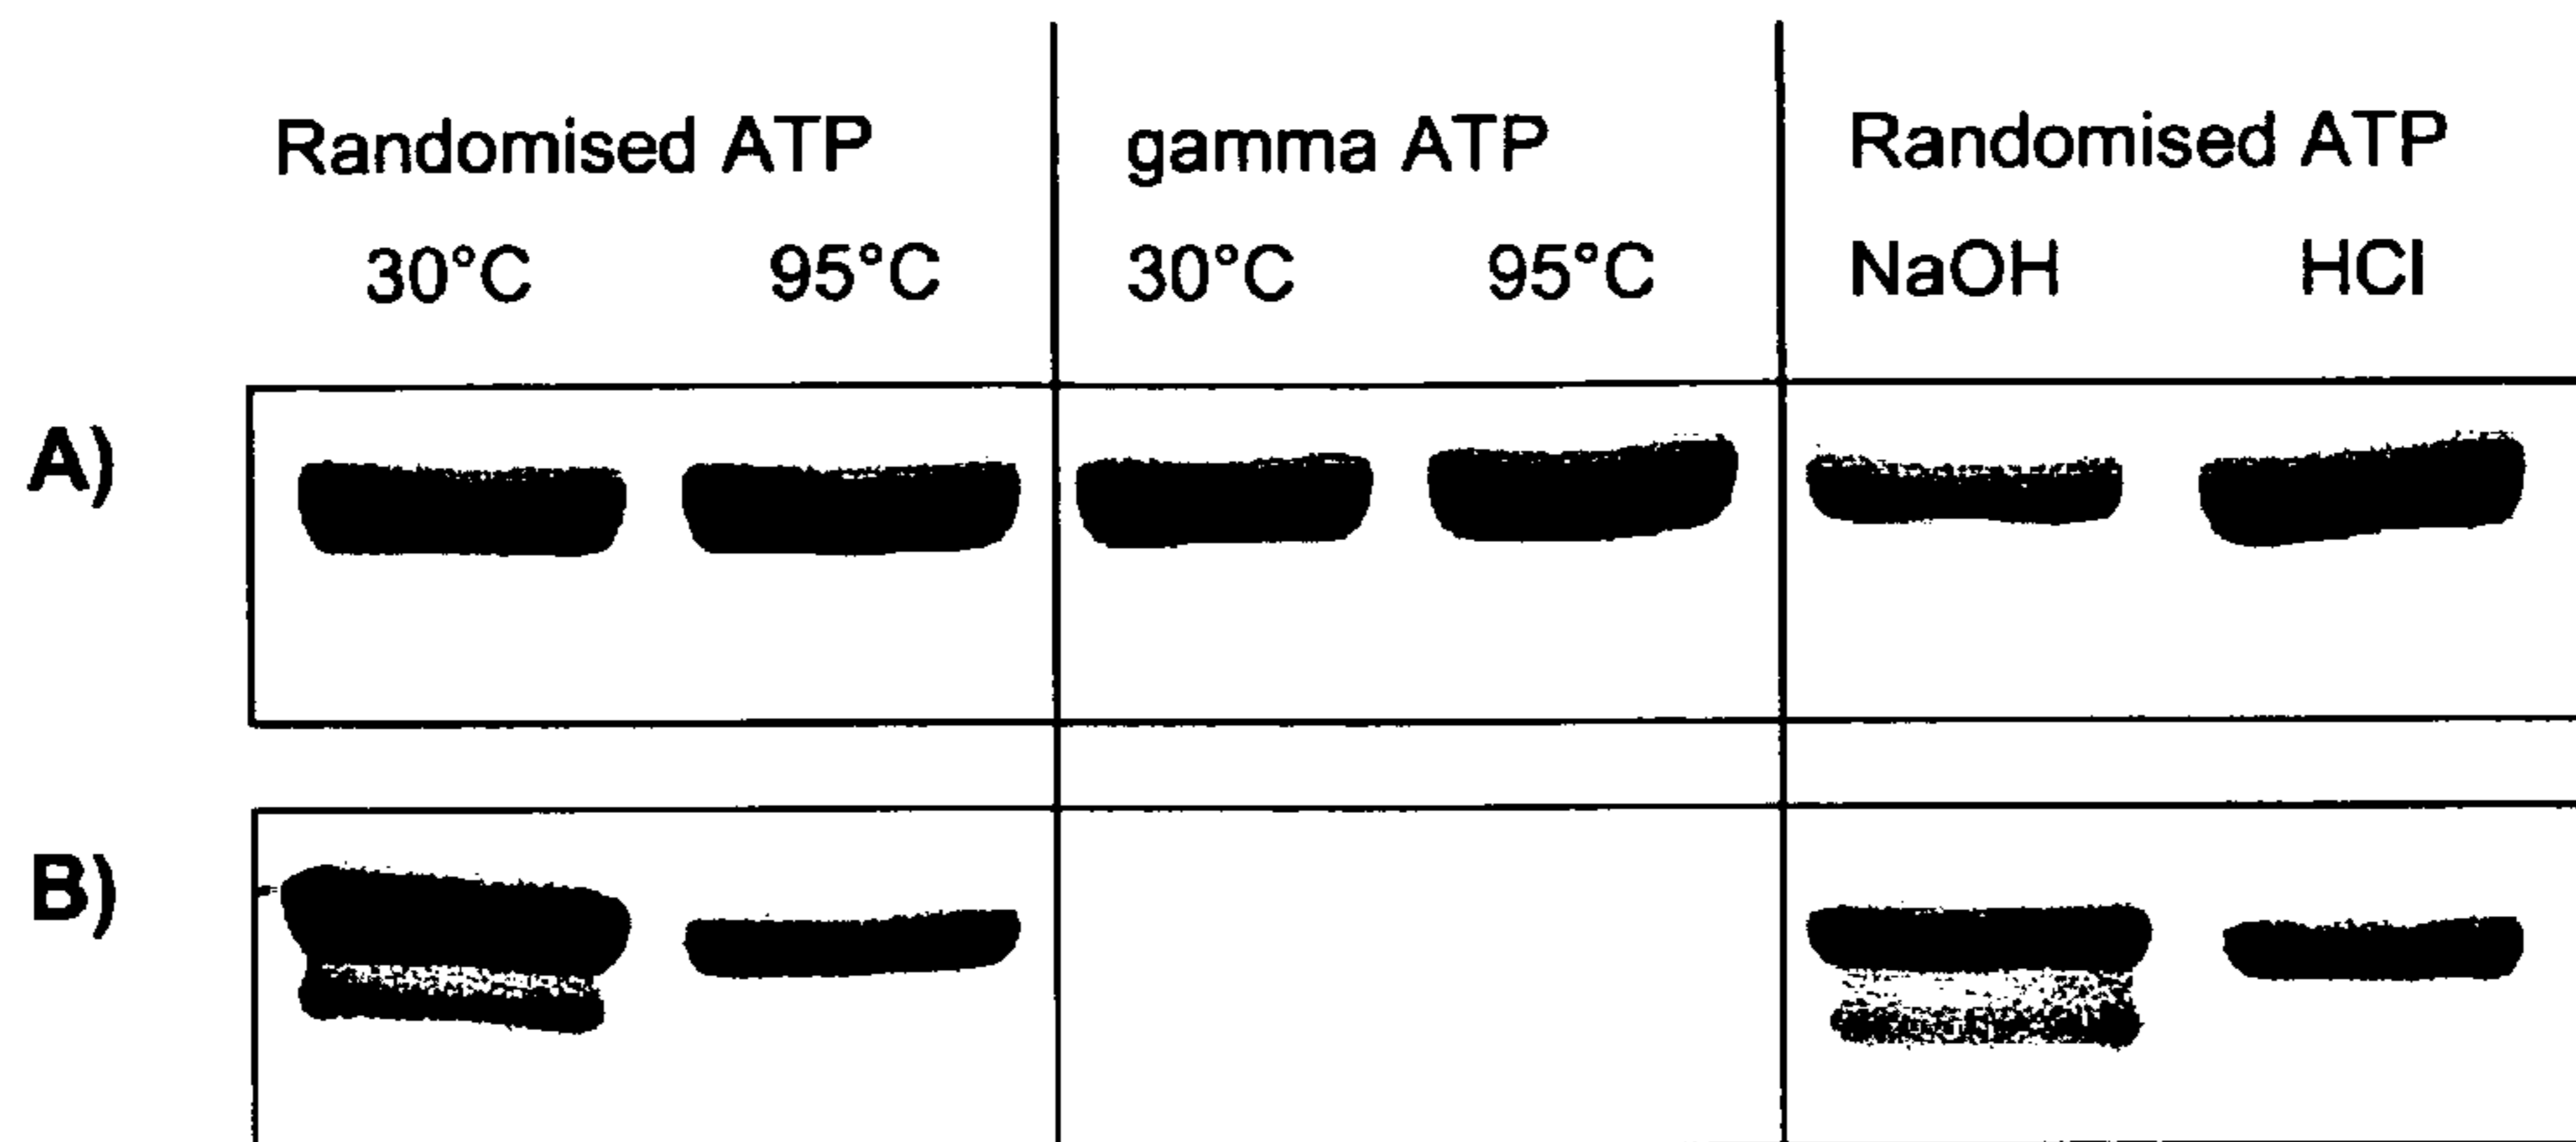 Randomised ATP gamma ATP Randomised ATP
30°C 95°C 30°C 95°C NaOH HCl
A)
B)